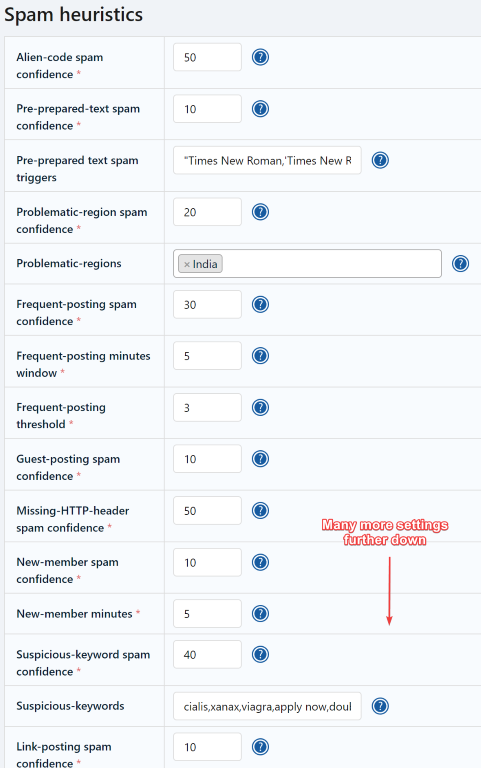 Spam heuristics
Alien-code spam
confidence *
50
?
Pre-prepared-text spam
confidence *
10
?
Pre-prepared text spam
triggers
"Times New Roman,'Times New R
?
Problematic-region spam
confidence *
20
?
Problematic-regions
× India
?
Frequent-posting spam
confidence *
30
?
Frequent-posting minutes
window *
5
?
Frequent-posting
threshold *
3
?
Guest-posting spam
confidence *
10
?
Missing-HTTP-header
spam confidence *
50
?
Many more settings
further down
New-member spam
confidence *
10
?
New-member minutes *
5
?
Suspicious-keyword spam
confidence *
40
?
Suspicious-keywords
cialis,xanax,viagra,apply now,doul
?
Link-posting spam
confidence *
10
?